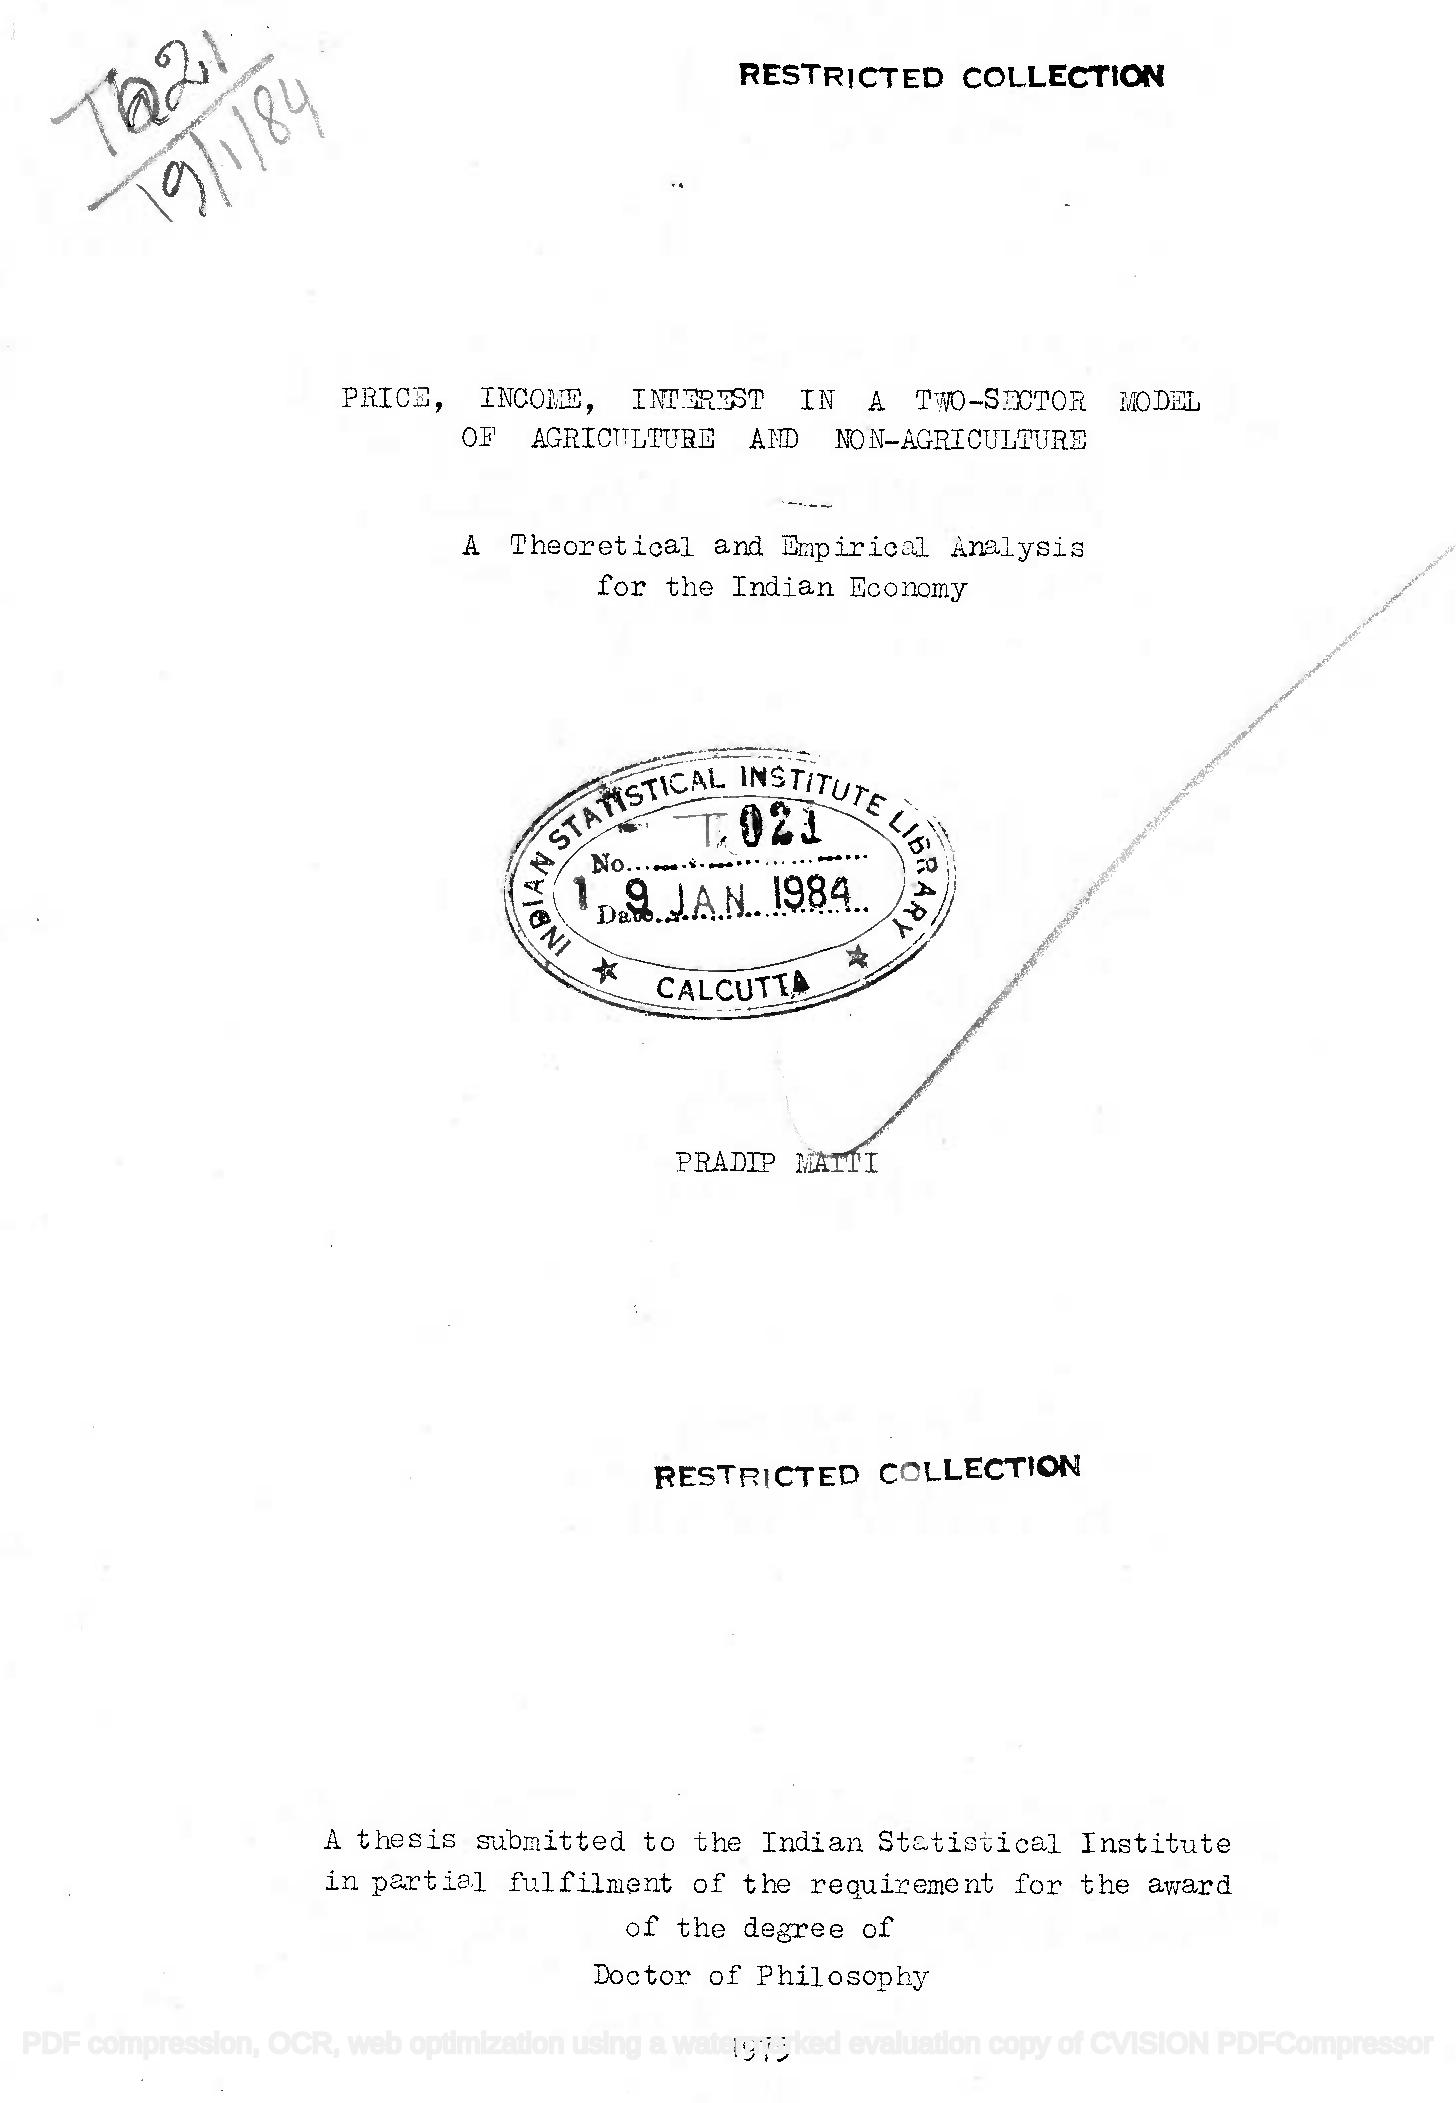 RESTRICTED COLLECTION
19/1/84
PRICE, INCOME, INTEREST IN A TWO-SECTOR MODEL
OF AGRICULTURE AND NON-AGRICULTURE
A Theoretical and Empirical Analysis
for the Indian Economy
INDIAN STATISTICAL INSTITUTE LIBRARY
No. T. 021
Date 19 JAN 1984
★ CALCUTTA ★
PRADIP MAITI
RESTRICTED COLLECTION
A thesis submitted to the Indian Statistical Institute
in partial fulfilment of the requirement for the award
of the degree of
Doctor of Philosophy
PDF compression, OCR, web optimization using a watermarked evaluation copy of CVISION PDFCompressor